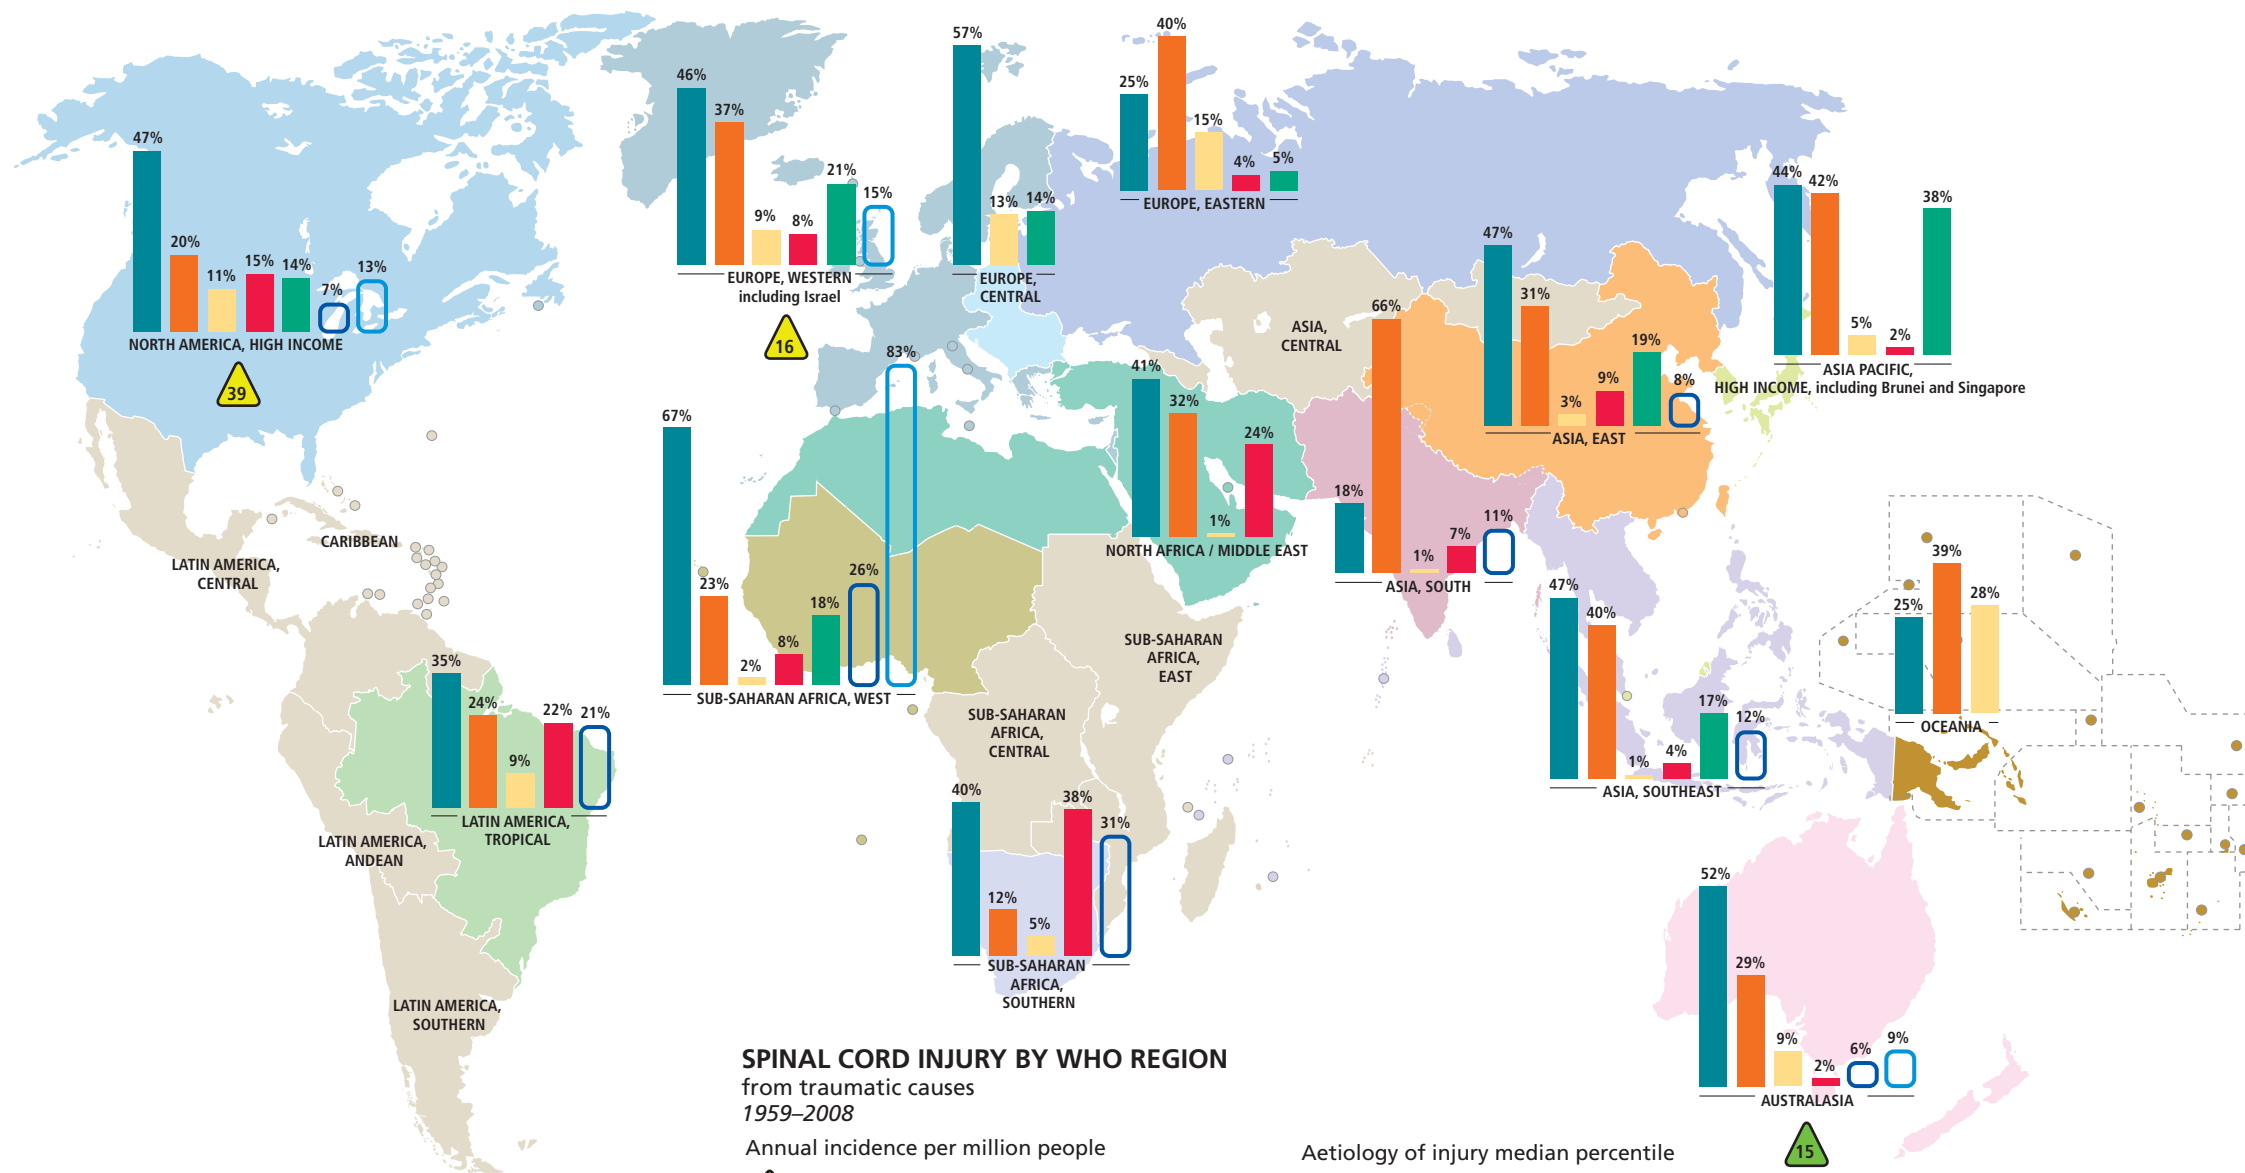 47%
20%
11%
15%
14%
7%
13%
NORTH AMERICA, HIGH INCOME
39
46%
37%
9%
8%
21%
15%
EUROPE, WESTERN
including Israel
16
57%
13%
14%
EUROPE,
CENTRAL
25%
40%
15%
4%
5%
EUROPE, EASTERN
44%
42%
5%
2%
38%
ASIA PACIFIC,
HIGH INCOME, including Brunei and Singapore
47%
31%
3%
9%
19%
8%
ASIA, EAST
ASIA,
CENTRAL
41%
32%
1%
24%
NORTH AFRICA / MIDDLE EAST
18%
66%
1%
7%
11%
ASIA, SOUTH
67%
23%
2%
8%
18%
26%
83%
SUB-SAHARAN AFRICA, WEST
CARIBBEAN
LATIN AMERICA,
CENTRAL
35%
24%
9%
22%
21%
LATIN AMERICA,
TROPICAL
LATIN AMERICA,
ANDEAN
LATIN AMERICA,
SOUTHERN
SUB-SAHARAN
AFRICA,
EAST
SUB-SAHARAN
AFRICA,
CENTRAL
40%
12%
5%
38%
31%
SUB-SAHARAN
AFRICA,
SOUTHERN
47%
40%
1%
4%
17%
12%
ASIA, SOUTHEAST
25%
39%
28%
OCEANIA
52%
29%
9%
2%
6%
9%
AUSTRALASIA
15
SPINAL CORD INJURY BY WHO REGION
from traumatic causes
1959–2008
Annual incidence per million people
Aetiology of injury median percentile